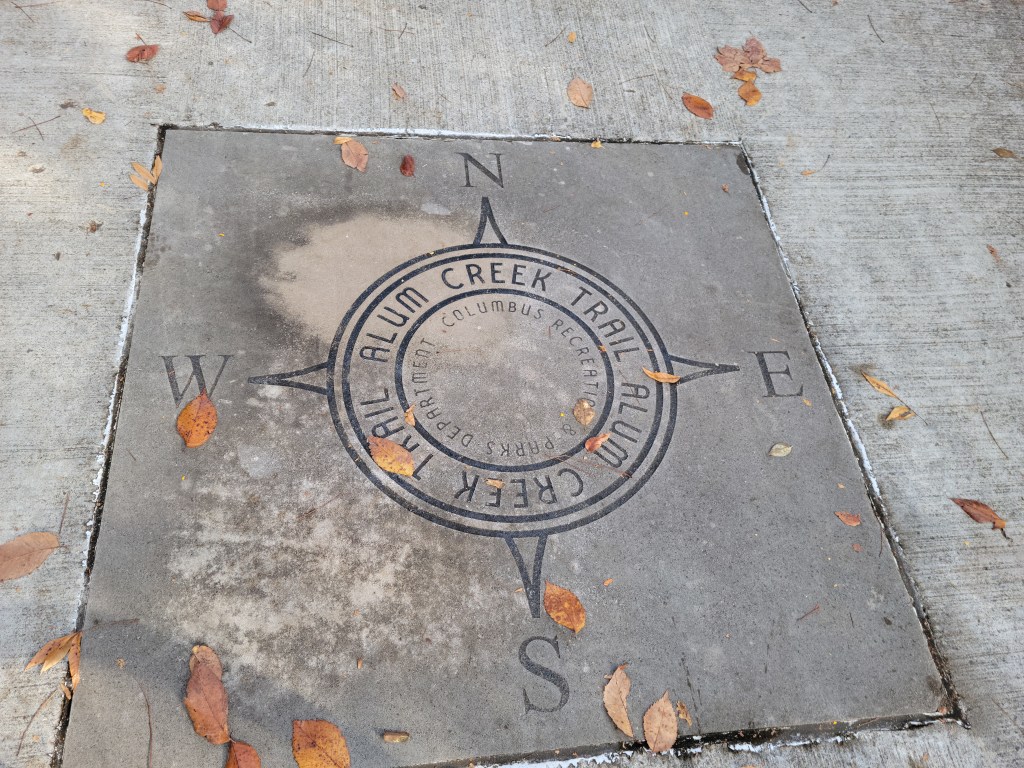 N
ALUM CREEK TRAIL ALUM CREEK TRAIL
COLUMBUS RECREATION & PARKS DEPARTMENT
W
E
S